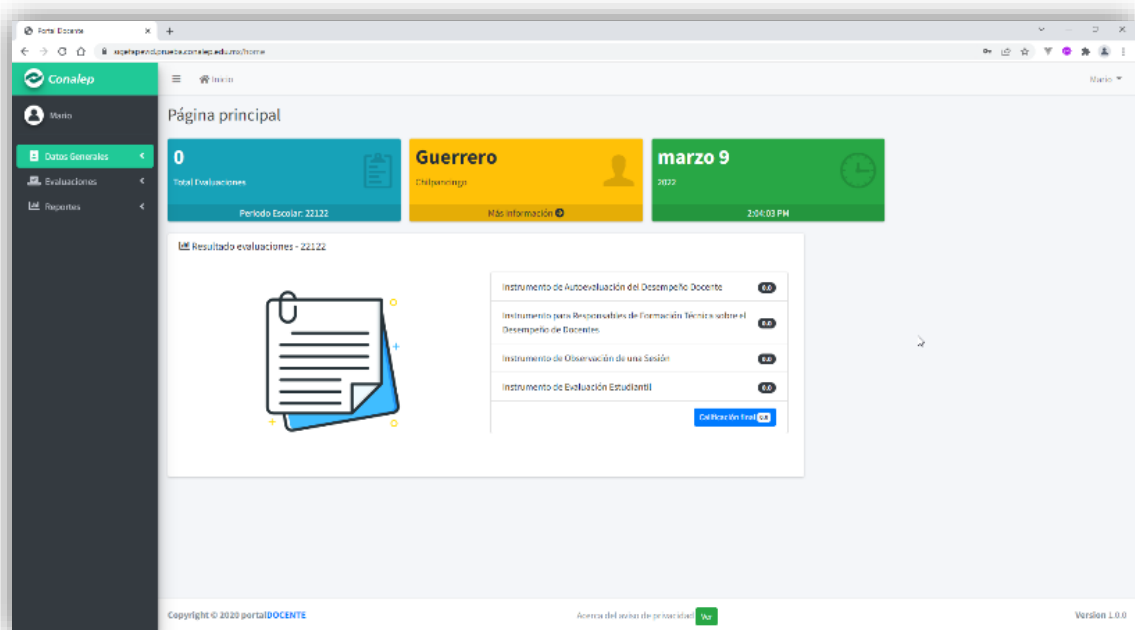 Portal Docente
Conalep
Inicio
Mario
Mario
Página principal
Datos Generales
Evaluaciones
Reportes
0
Total Evaluaciones
Periodo Escolar: 22122
Guerrero
Chilpancingo
Más información
marzo 9
2022
2:04:03 PM
Resultado evaluaciones - 22122
Instrumento de Autoevaluación del Desempeño Docente 0.0
Instrumento para Responsables de Formación Técnica sobre el
Desempeño de Docentes 0.0
Instrumento de Observación de una Sesión 0.0
Instrumento de Evaluación Estudiantil 0.0
Calificación final 0.0
Copyright © 2020 portalDOCENTE
Acerca del aviso de privacidad Ver
Version 1.0.0